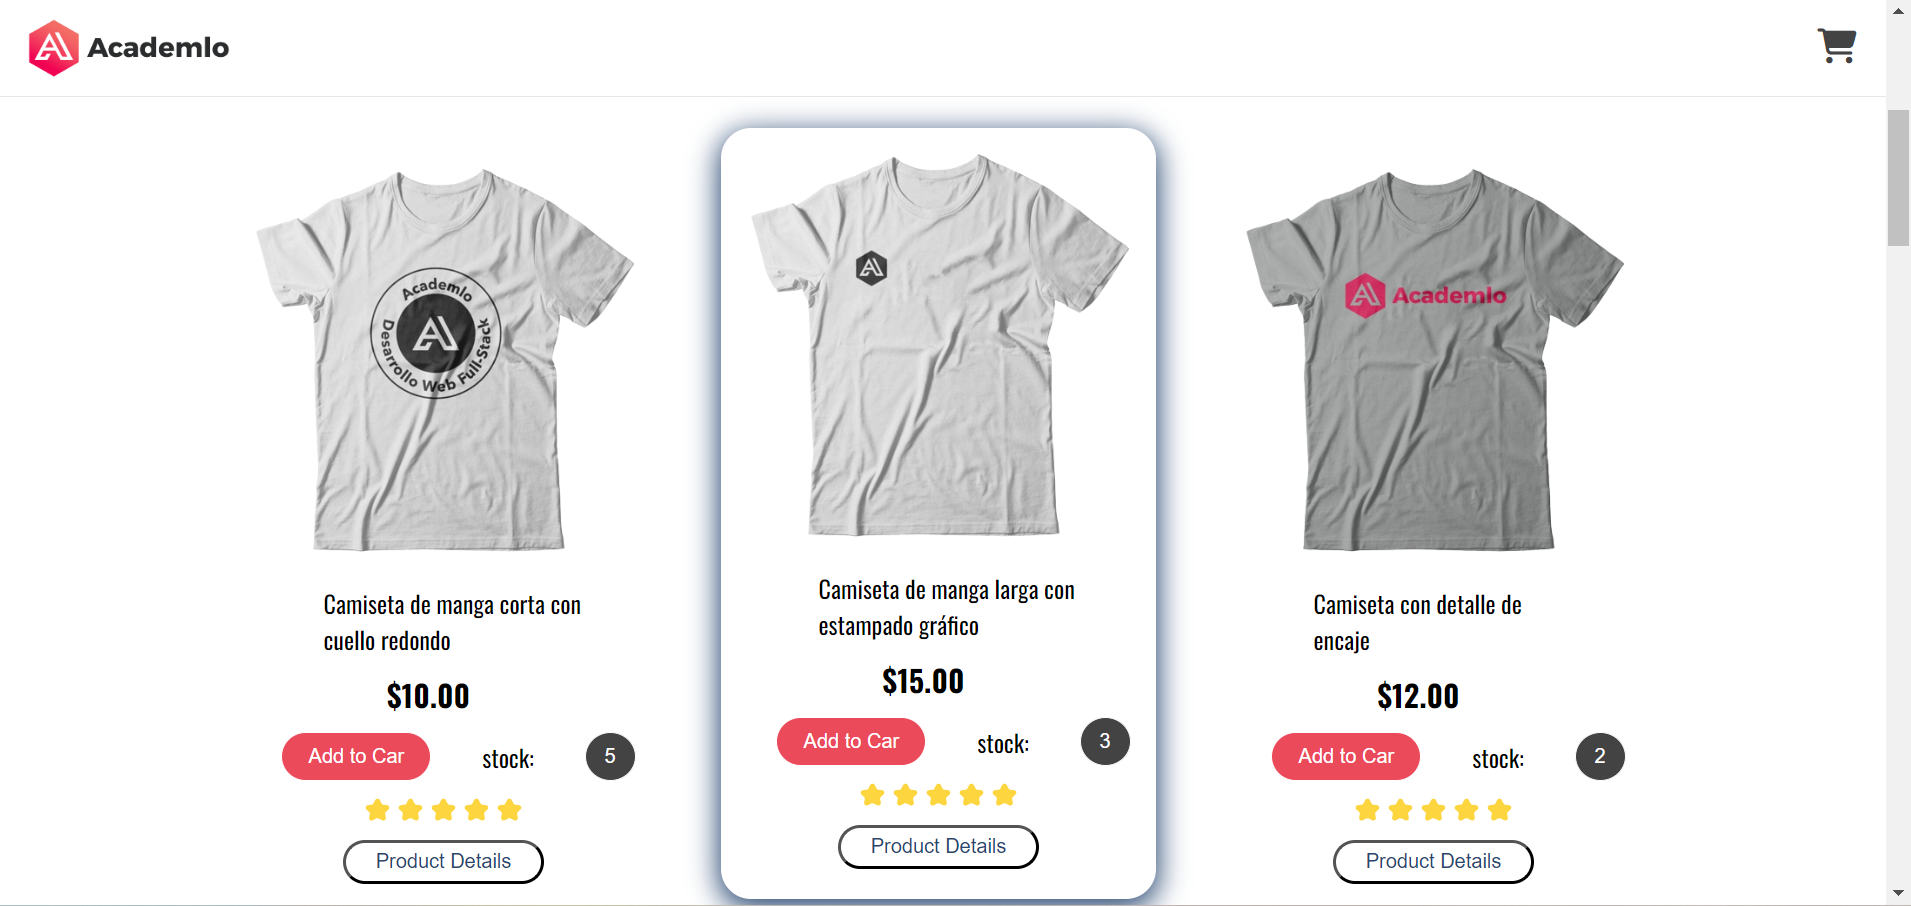 Academlo
Academlo
Desarrollo Web Full-Stack
Academlo
Camiseta de manga corta con
cuello redondo
$10.00
Add to Car
stock:
5
Product Details
Camiseta de manga larga con
estampado gráfico
$15.00
Add to Car
stock:
3
Product Details
Camiseta con detalle de
encaje
$12.00
Add to Car
stock:
2
Product Details